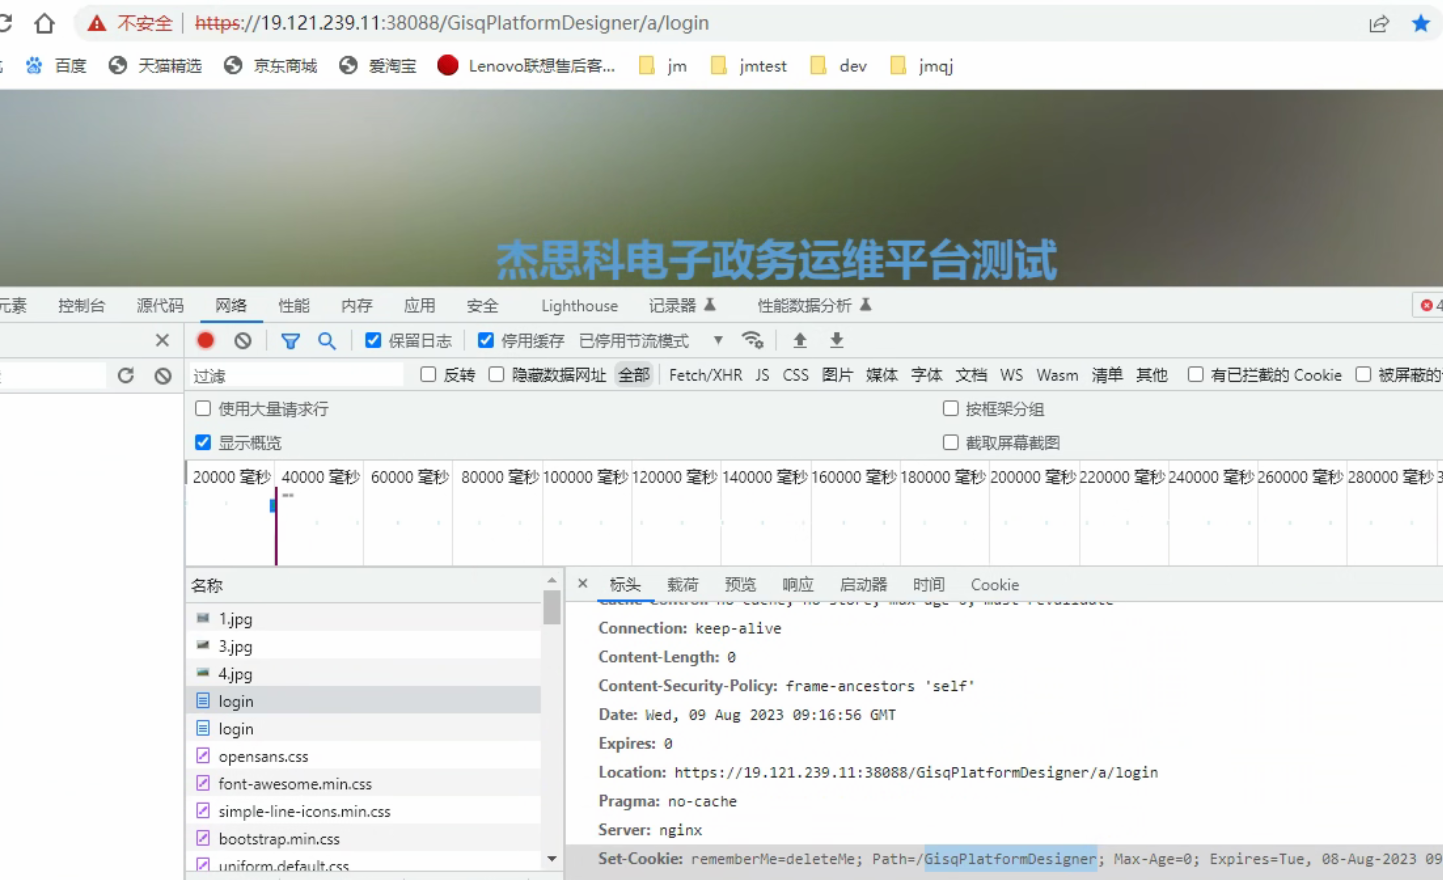 不安全 https://19.121.239.11:38088/GisqPlatformDesigner/a/login
百度 天猫精选 京东商城 爱淘宝 Lenovo联想售后客... jm jmtest dev jmqj
杰思科电子政务运维平台测试
元素 控制台 源代码 网络 性能 内存 应用 安全 Lighthouse 记录器 性能数据分析 4
保留日志 停用缓存 已停用节流模式
过滤 反转 隐藏数据网址 全部 Fetch/XHR JS CSS 图片 媒体 字体 文档 WS Wasm 清单 其他 有已拦截的 Cookie 被屏蔽的
使用大量请求行 按框架分组
显示概览 截取屏幕截图
20000 毫秒 40000 毫秒 60000 毫秒 80000 毫秒 100000 毫秒 120000 毫秒 140000 毫秒 160000 毫秒 180000 毫秒 200000 毫秒 220000 毫秒 240000 毫秒 260000 毫秒 280000 毫秒 3
名称
1.jpg
3.jpg
4.jpg
login
login
opensans.css
font-awesome.min.css
simple-line-icons.min.css
bootstrap.min.css
uniform.default.css
标头 载荷 预览 响应 启动器 时间 Cookie
Cache-Control: no-cache, no-store, max-age=0, must-revalidate
Connection: keep-alive
Content-Length: 0
Content-Security-Policy: frame-ancestors 'self'
Date: Wed, 09 Aug 2023 09:16:56 GMT
Expires: 0
Location: https://19.121.239.11:38088/GisqPlatformDesigner/a/login
Pragma: no-cache
Server: nginx
Set-Cookie: rememberMe=deleteMe; Path=/GisqPlatformDesigner; Max-Age=0; Expires=Tue, 08-Aug-2023 09